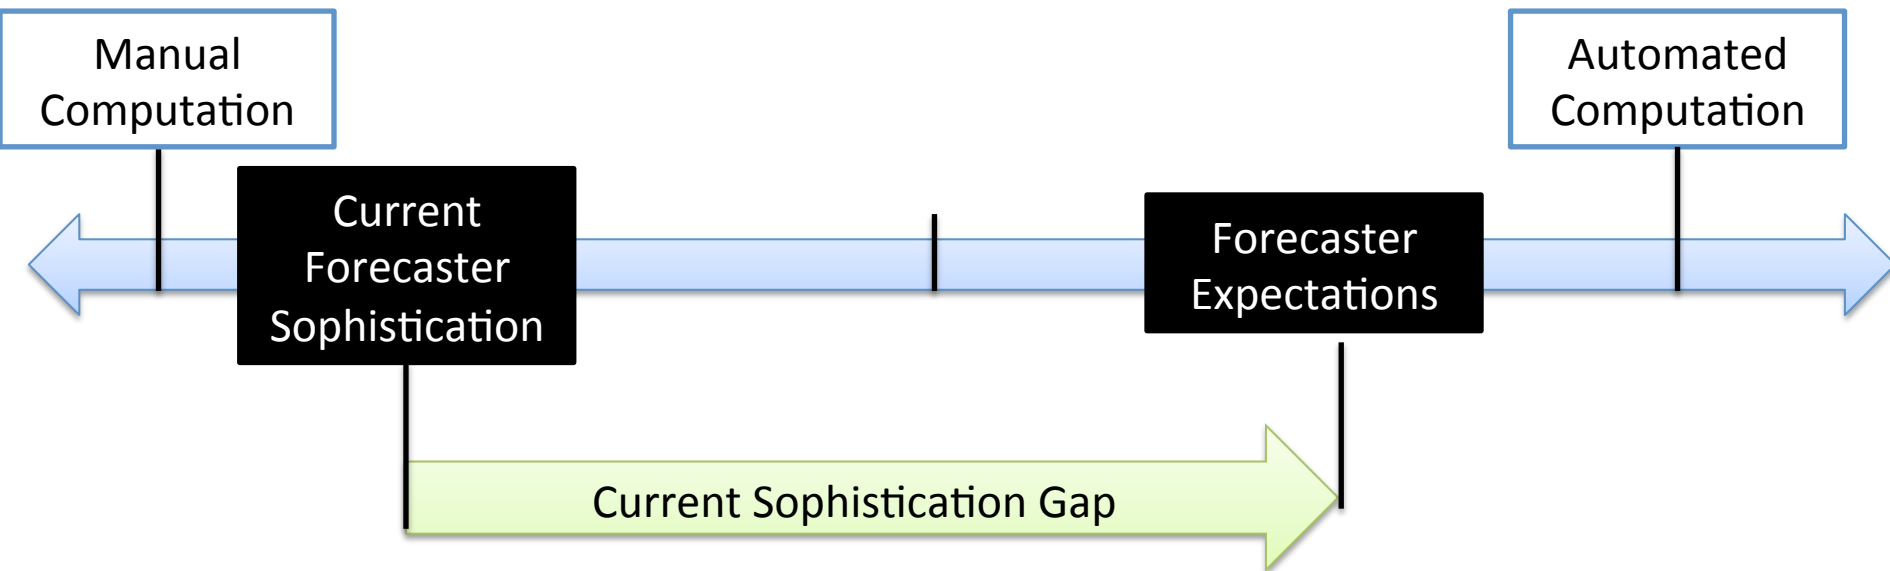 Manual
Computation
Automated
Computation
Current
Forecaster
Sophistication
Forecaster
Expectations
Current Sophistication Gap